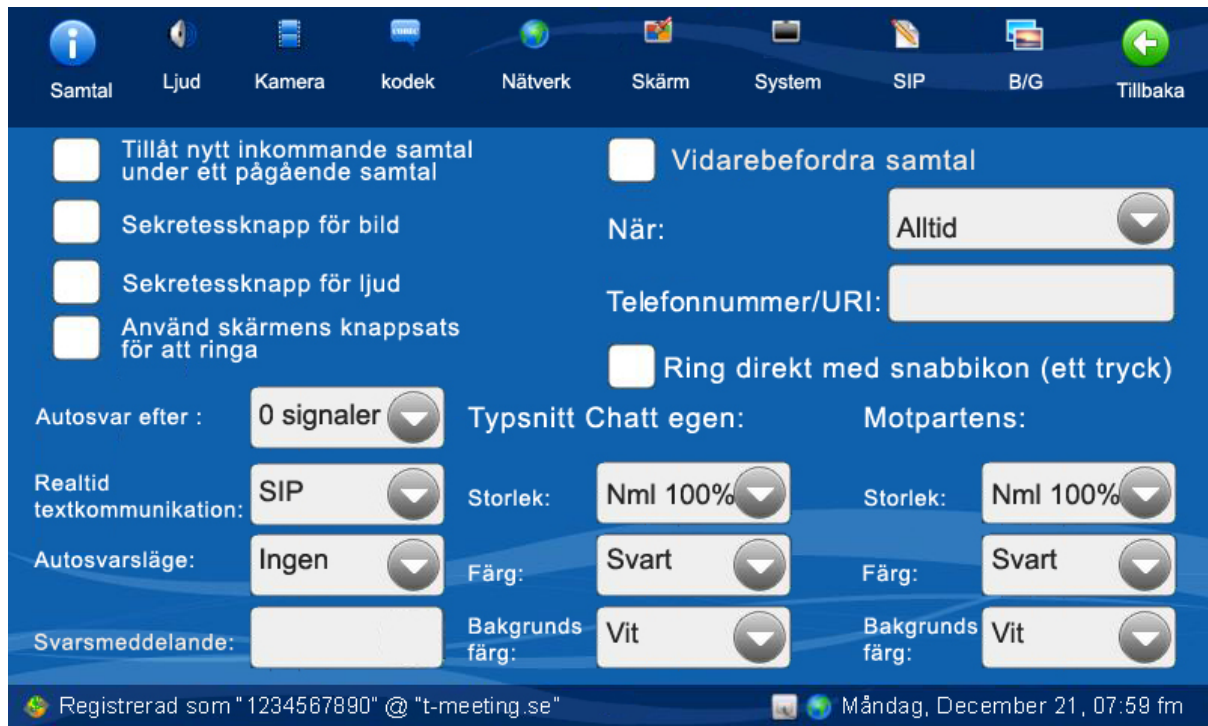 Samtal
Ljud
Kamera
CODEC
kodek
Nätverk
Skärm
System
SIP
B/G
Tillbaka
Tillåt nytt inkommande samtal
under ett pågående samtal
Sekretessknapp för bild
Sekretessknapp för ljud
Använd skärmens knappsats
för att ringa
Vidarebefordra samtal
När:
Alltid
Telefonnummer/URI:
Ring direkt med snabbikon (ett tryck)
Autosvar efter :
0 signaler
Realtid
textkommunikation:
SIP
Autosvarsläge:
Ingen
Svarsmeddelande:
Typsnitt Chatt egen:
Storlek:
Nml 100%
Färg:
Svart
Bakgrunds
färg:
Vit
Motpartens:
Storlek:
Nml 100%
Färg:
Svart
Bakgrunds
färg:
Vit
Registrerad som "1234567890" @ "t-meeting.se"
Måndag, December 21, 07:59 fm